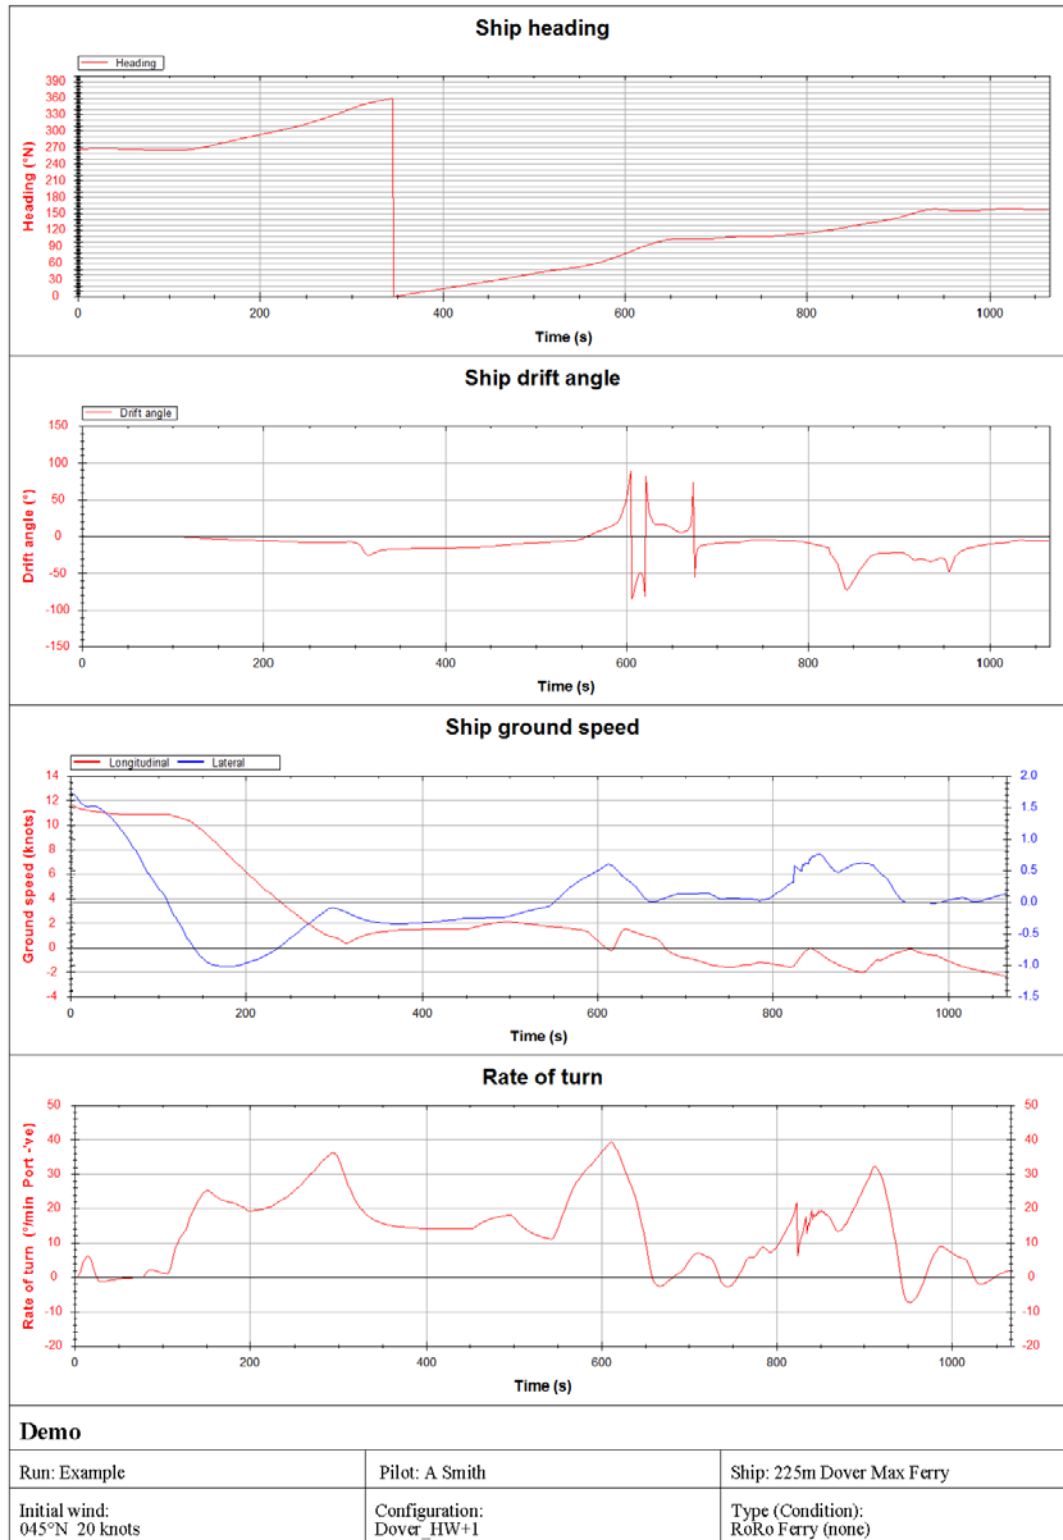 Ship heading
Heading
390
360
330
300
270
240
210
180
150
120
90
60
30
0
Heading (°N)
0 200 400 600 800 1000
Time (s)
Ship drift angle
Drift angle
150
100
50
0
-50
-100
-150
Drift angle (°)
0 200 400 600 800 1000
Time (s)
Ship ground speed
Longitudinal Lateral
14 2.0
12 1.5
10 1.0
8 0.5
6 0.0
4 -0.5
2 -1.0
0 -1.5
-2
-4
Ground speed (knots)
0 200 400 600 800 1000
Time (s)
Rate of turn
50 50
40 40
30 30
20 20
10 10
0 0
-10 -10
-20 -20
Rate of turn (°/min Port -'ve)
0 200 400 600 800 1000
Time (s)
Demo
Run: Example Pilot: A Smith Ship: 225m Dover Max Ferry
Initial wind: Configuration: Type (Condition):
045°N 20 knots Dover_HW+1 RoRo Ferry (none)